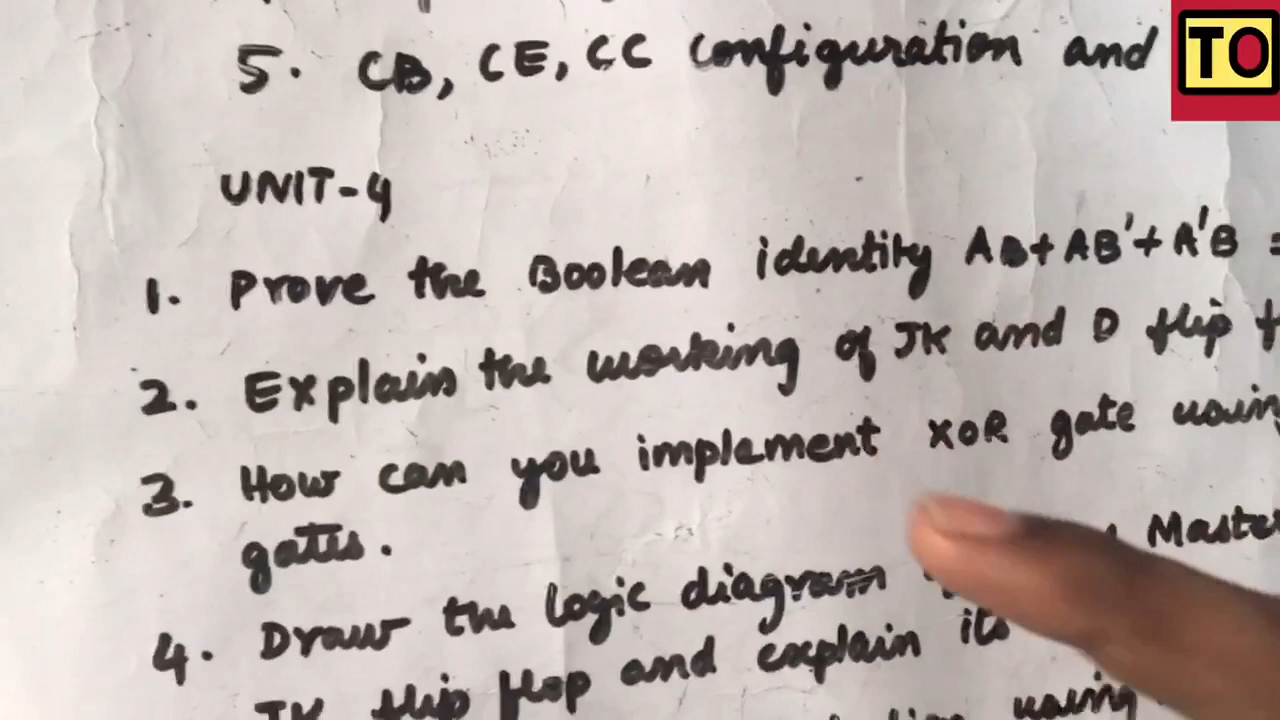 5. CB, CE, CC Configuration and
TO
UNIT-4
1. Prove the Boolean identity AB+AB'+A'B =
2. Explain the working of JK and D flip
3. How can you implement XOR gate using
gates.
4. Draw the logic diagram Master
JK flip flop and explain its
using